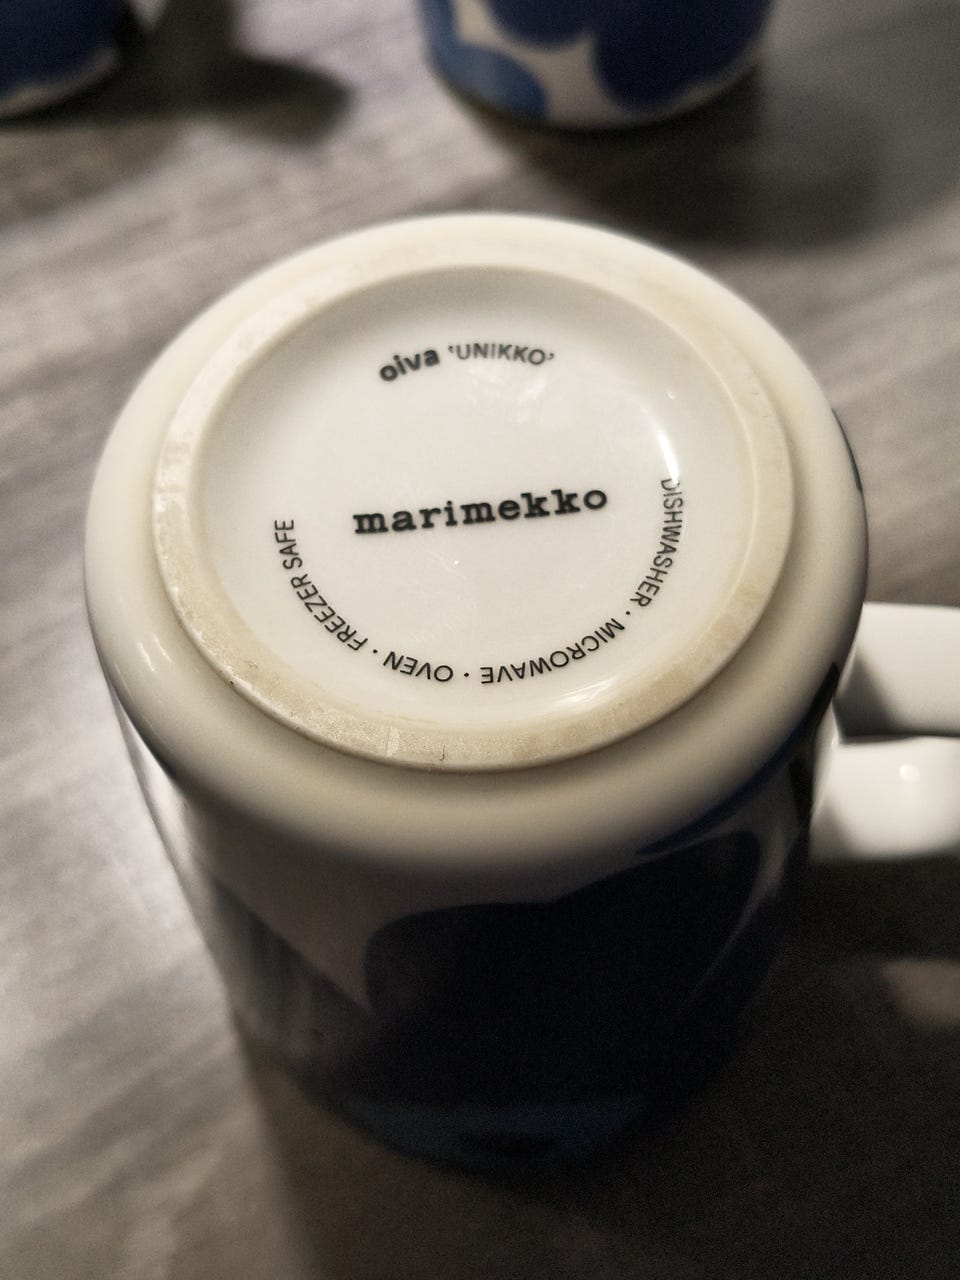 oiva 'UNIKKO'
marimekko
DISHWASHER · MICROWAVE · OVEN · FREEZER SAFE